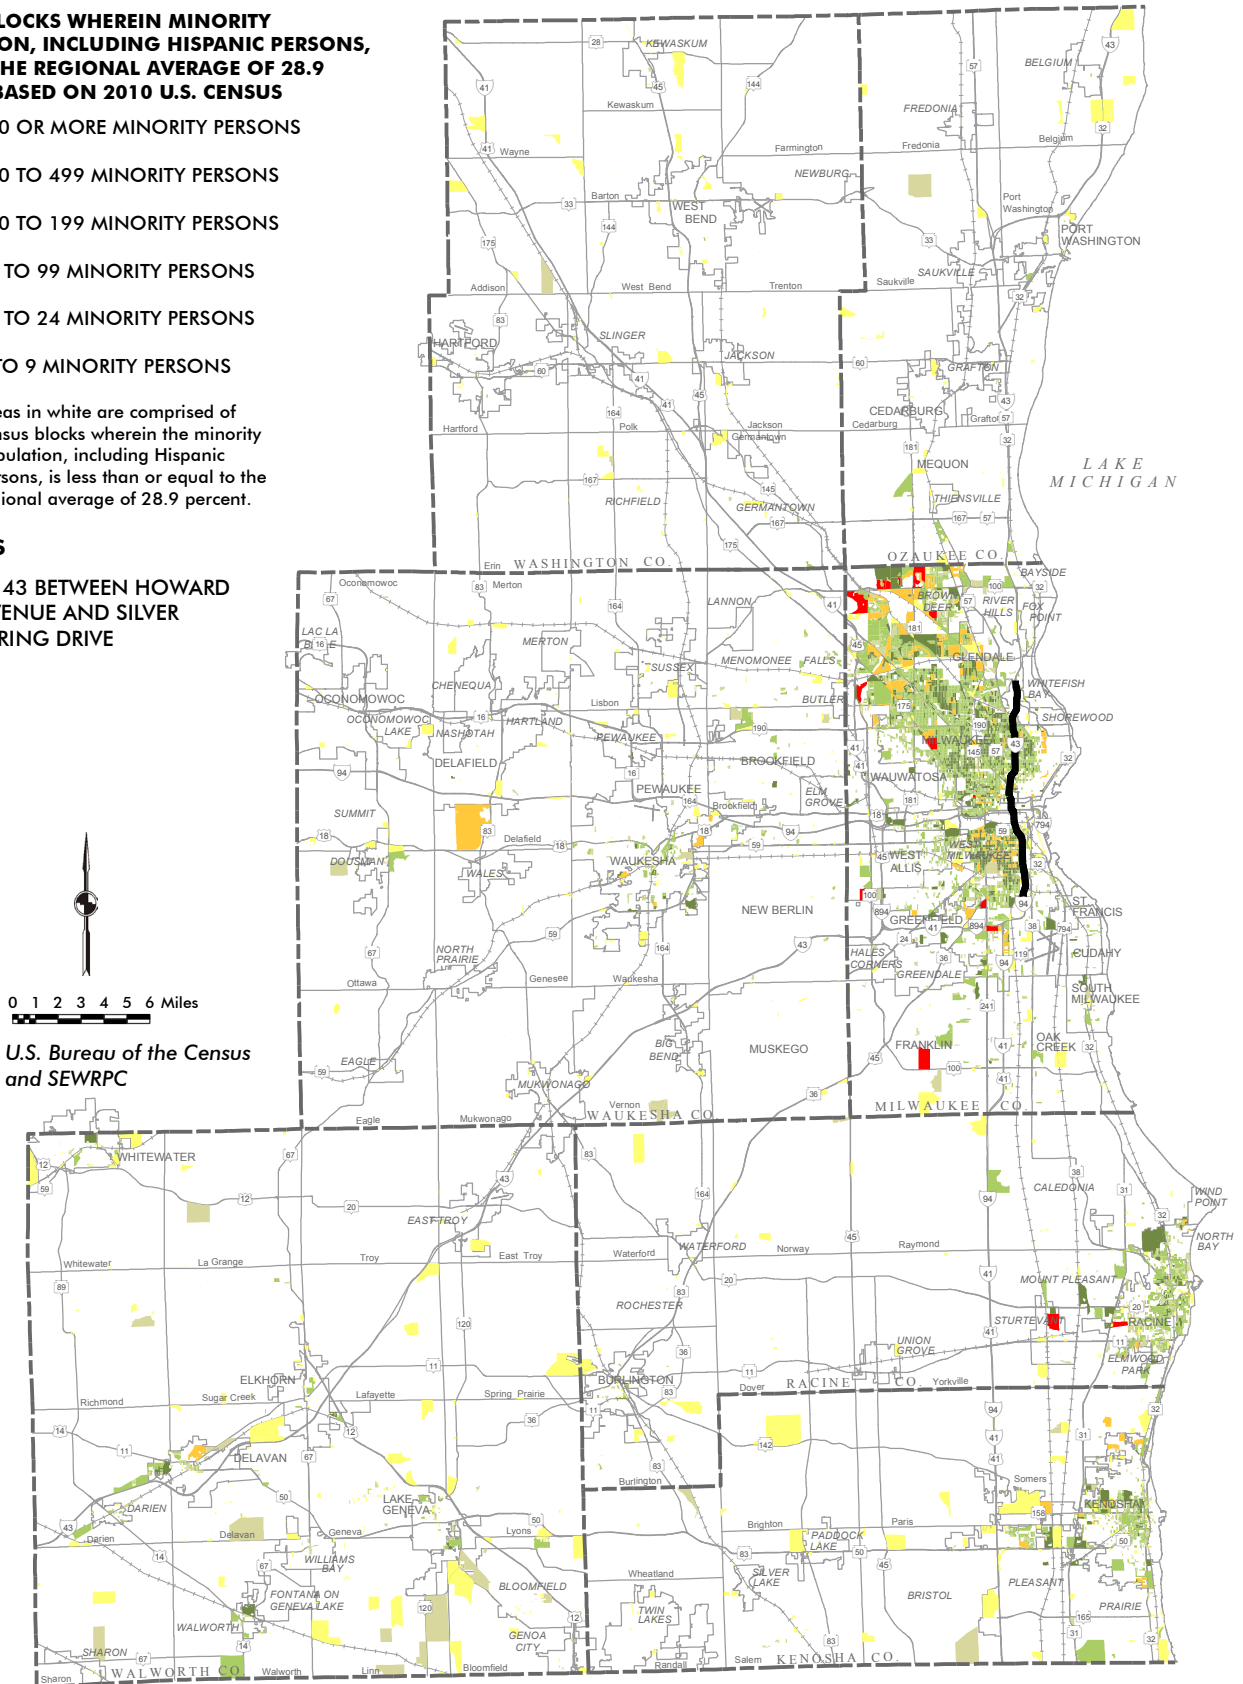 LOCKS WHEREIN MINORITY
ON, INCLUDING HISPANIC PERSONS,
HE REGIONAL AVERAGE OF 28.9
BASED ON 2010 U.S. CENSUS
0 OR MORE MINORITY PERSONS
0 TO 499 MINORITY PERSONS
0 TO 199 MINORITY PERSONS
TO 99 MINORITY PERSONS
TO 24 MINORITY PERSONS
TO 9 MINORITY PERSONS
eas in white are comprised of
nsus blocks wherein the minority
pulation, including Hispanic
rsons, is less than or equal to the
gional average of 28.9 percent.
S
43 BETWEEN HOWARD
VENUE AND SILVER
RING DRIVE
0 1 2 3 4 5 6 Miles
U.S. Bureau of the Census
and SEWRPC
KEWASKUM
Kewaskum
Wayne
Farmington
Fredonia
Belgium
BELGIUM
FREDONIA
NEWBURG
Barton
WEST
BEND
Port
Washington
PORT
WASHINGTON
SAUKVILLE
Addison
West Bend
Trenton
Saukville
HARTFORD
SLINGER
JACKSON
GRAFTON
CEDARBURG
Hartford
Polk
Jackson
Germantown
Cedarburg
Grafton
MEQUON
LAKE
MICHIGAN
RICHFIELD
GERMANTOWN
THIENSVILLE
Erin
WASHINGTON CO.
OZAUKEE CO.
Oconomowoc
Merton
LANNON
BAYSIDE
BROWN
DEER
RIVER
HILLS
FOX
POINT
LAC LA
MERTON
SUSSEX
MENOMONEE FALLS
GLENDALE
CHENEQUA
OCONOMOWOC
OCONOMOWOC
LAKE
NASHOTAH
HARTLAND
Lisbon
BUTLER
WHITEFISH
BAY
SHOREWOOD
PEWAUKEE
MILWAUKEE
DELAFIELD
BROOKFIELD
WAUWATOSA
PEWAUKEE
Brookfield
ELM
GROVE
SUMMIT
Delafield
DOUSMAN
WALES
WAUKESHA
WEST
ALLIS
WEST
MILWAUKEE
NEW BERLIN
GREENFIELD
ST.
FRANCIS
NORTH
PRAIRIE
HALES
CORNERS
GREENDALE
CUDAHY
Ottawa
Genesee
Waukesha
SOUTH
MILWAUKEE
EAGLE
BIG
BEND
MUSKEGO
FRANKLIN
OAK
CREEK
MUKWONAGO
Eagle
Mukwonago
Vernon
WAUKESHA CO.
MILWAUKEE CO.
WHITEWATER
CALEDONIA
WIND
POINT
NORTH
BAY
EAST TROY
Whitewater
La Grange
Troy
East Troy
Waterford
WATERFORD
Norway
Raymond
MOUNT PLEASANT
ROCHESTER
STURTEVANT
RACINE
UNION
GROVE
ELMWOOD
PARK
ELKHORN
BURLINGTON
Richmond
Sugar Creek
Lafayette
Spring Prairie
Dover
RACINE CO.
Yorkville
DELAVAN
Burlington
Somers
DARIEN
LAKE
GENEVA
KENOSHA
Darien
Delavan
Geneva
Lyons
Brighton
Paris
PADDOCK
LAKE
WILLIAMS
BAY
Wheatland
SILVER
LAKE
BLOOMFIELD
BRISTOL
PLEASANT
PRAIRIE
FONTANA ON
GENEVA LAKE
WALWORTH
TWIN
LAKES
GENOA
CITY
SHARON
Sharon
WALWORTH CO.
Walworth
Linn
Bloomfield
Randall
Salem
KENOSHA CO.